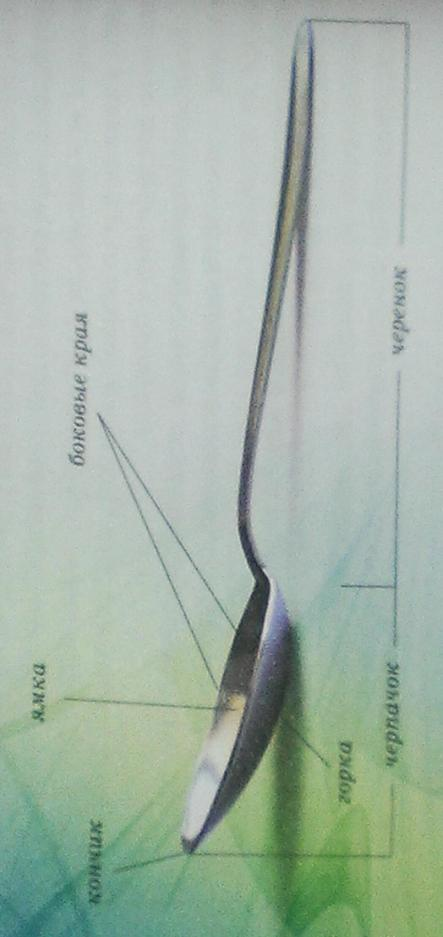 кончик
ямка
боковые края
горка
черпачок
черенок